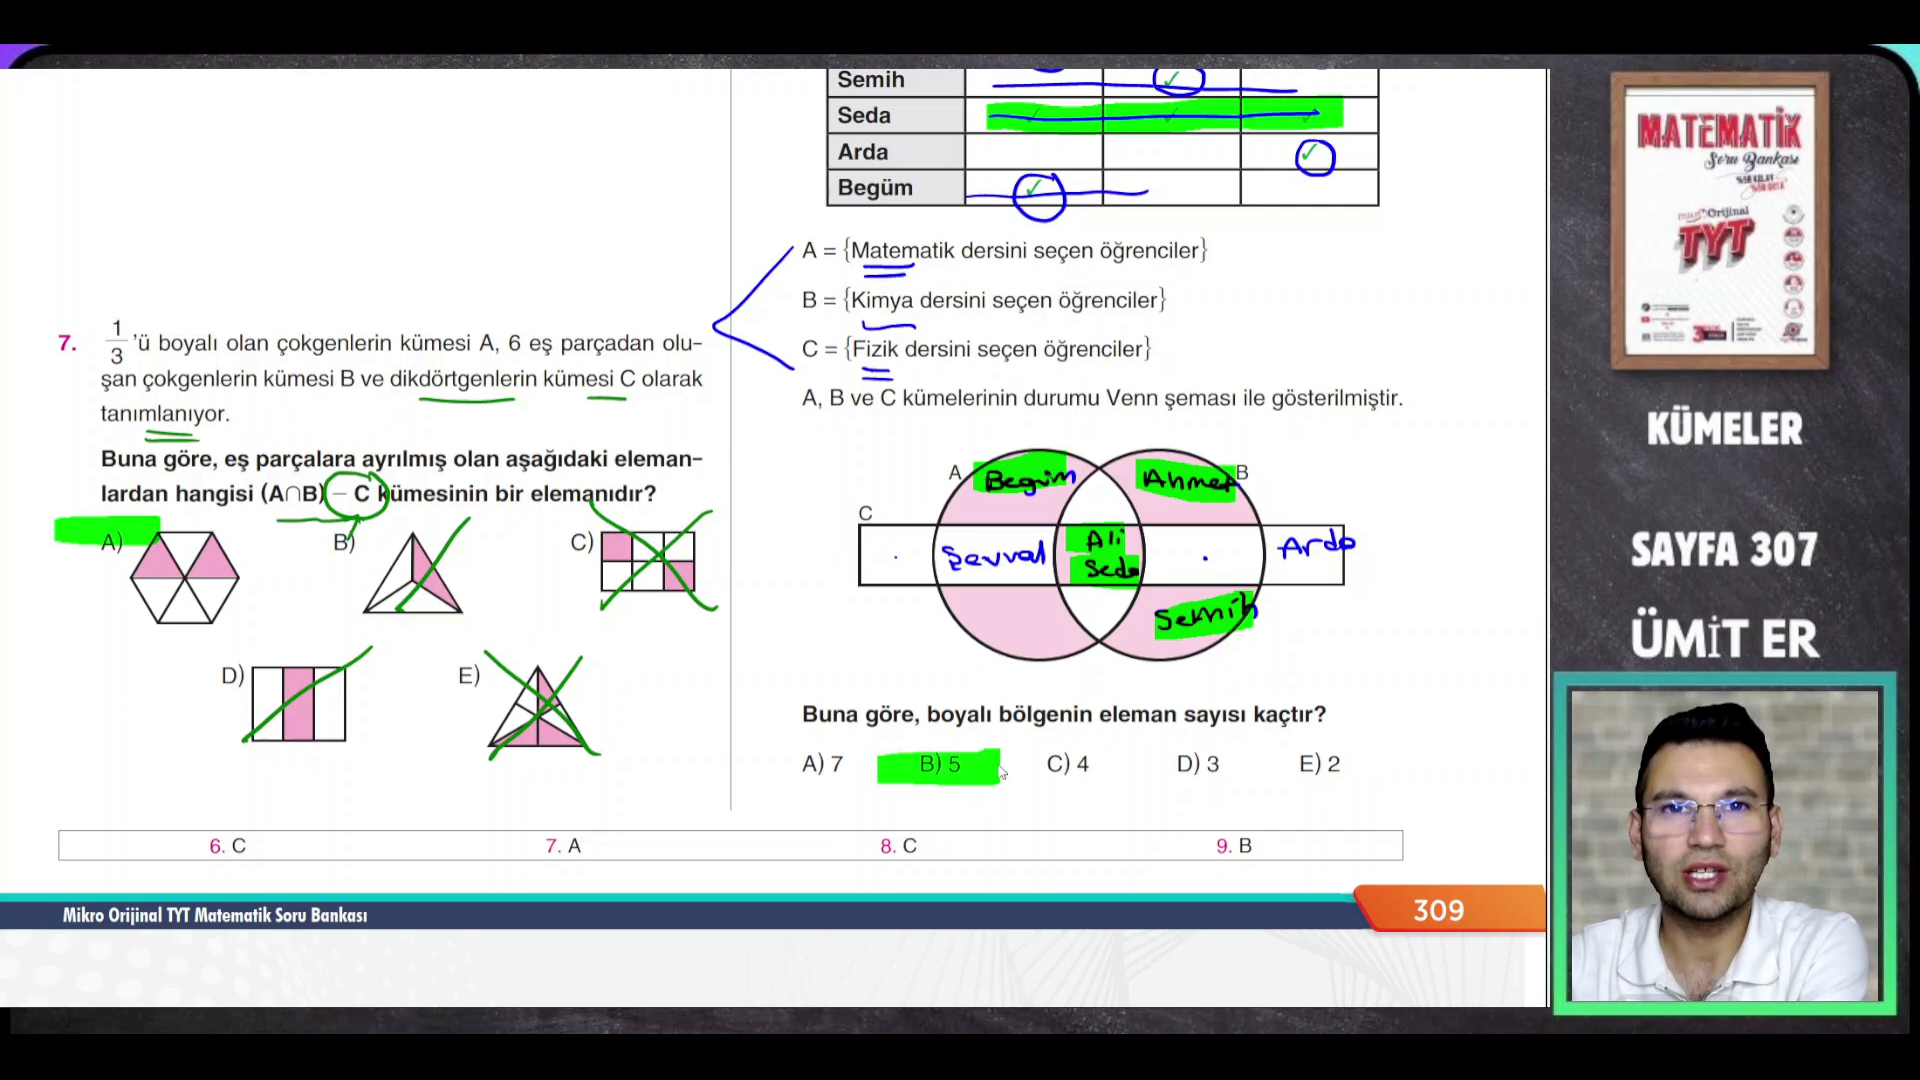 Semih
Seda
Arda
Begüm
A = {Matematik dersini seçen öğrenciler}
B = {Kimya dersini seçen öğrenciler}
C = {Fizik dersini seçen öğrenciler}
A, B ve C kümelerinin durumu Venn şeması ile gösterilmiştir.
A
Begüm
Ahmet
B
C
Şevval
Ali
Seda
Arda
Semih
Buna göre, boyalı bölgenin eleman sayısı kaçtır?
A) 7 B) 5 C) 4 D) 3 E) 2
7. 1/3 'ü boyalı olan çokgenlerin kümesi A, 6 eş parçadan olu-
şan çokgenlerin kümesi B ve dikdörtgenlerin kümesi C olarak
tanımlanıyor.
Buna göre, eş parçalara ayrılmış olan aşağıdaki eleman-
lardan hangisi (A∩B) − C kümesinin bir elemanıdır?
A) B) C)
D) E)
6. C 7. A 8. C 9. B
Mikro Orijinal TYT Matematik Soru Bankası
309
MATEMATİK
Soru Bankası
Orijinal
TYT
KÜMELER
SAYFA 307
ÜMİT ER